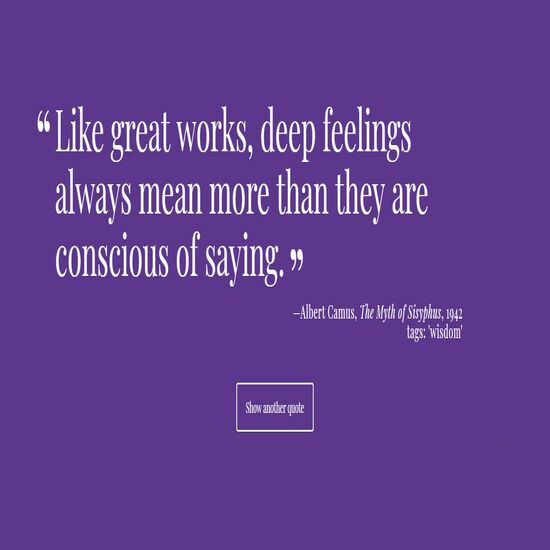 “Like great works, deep feelings
always mean more than they are
conscious of saying.”
–Albert Camus, The Myth of Sisyphus, 1942
tags: 'wisdom'
Show another quote